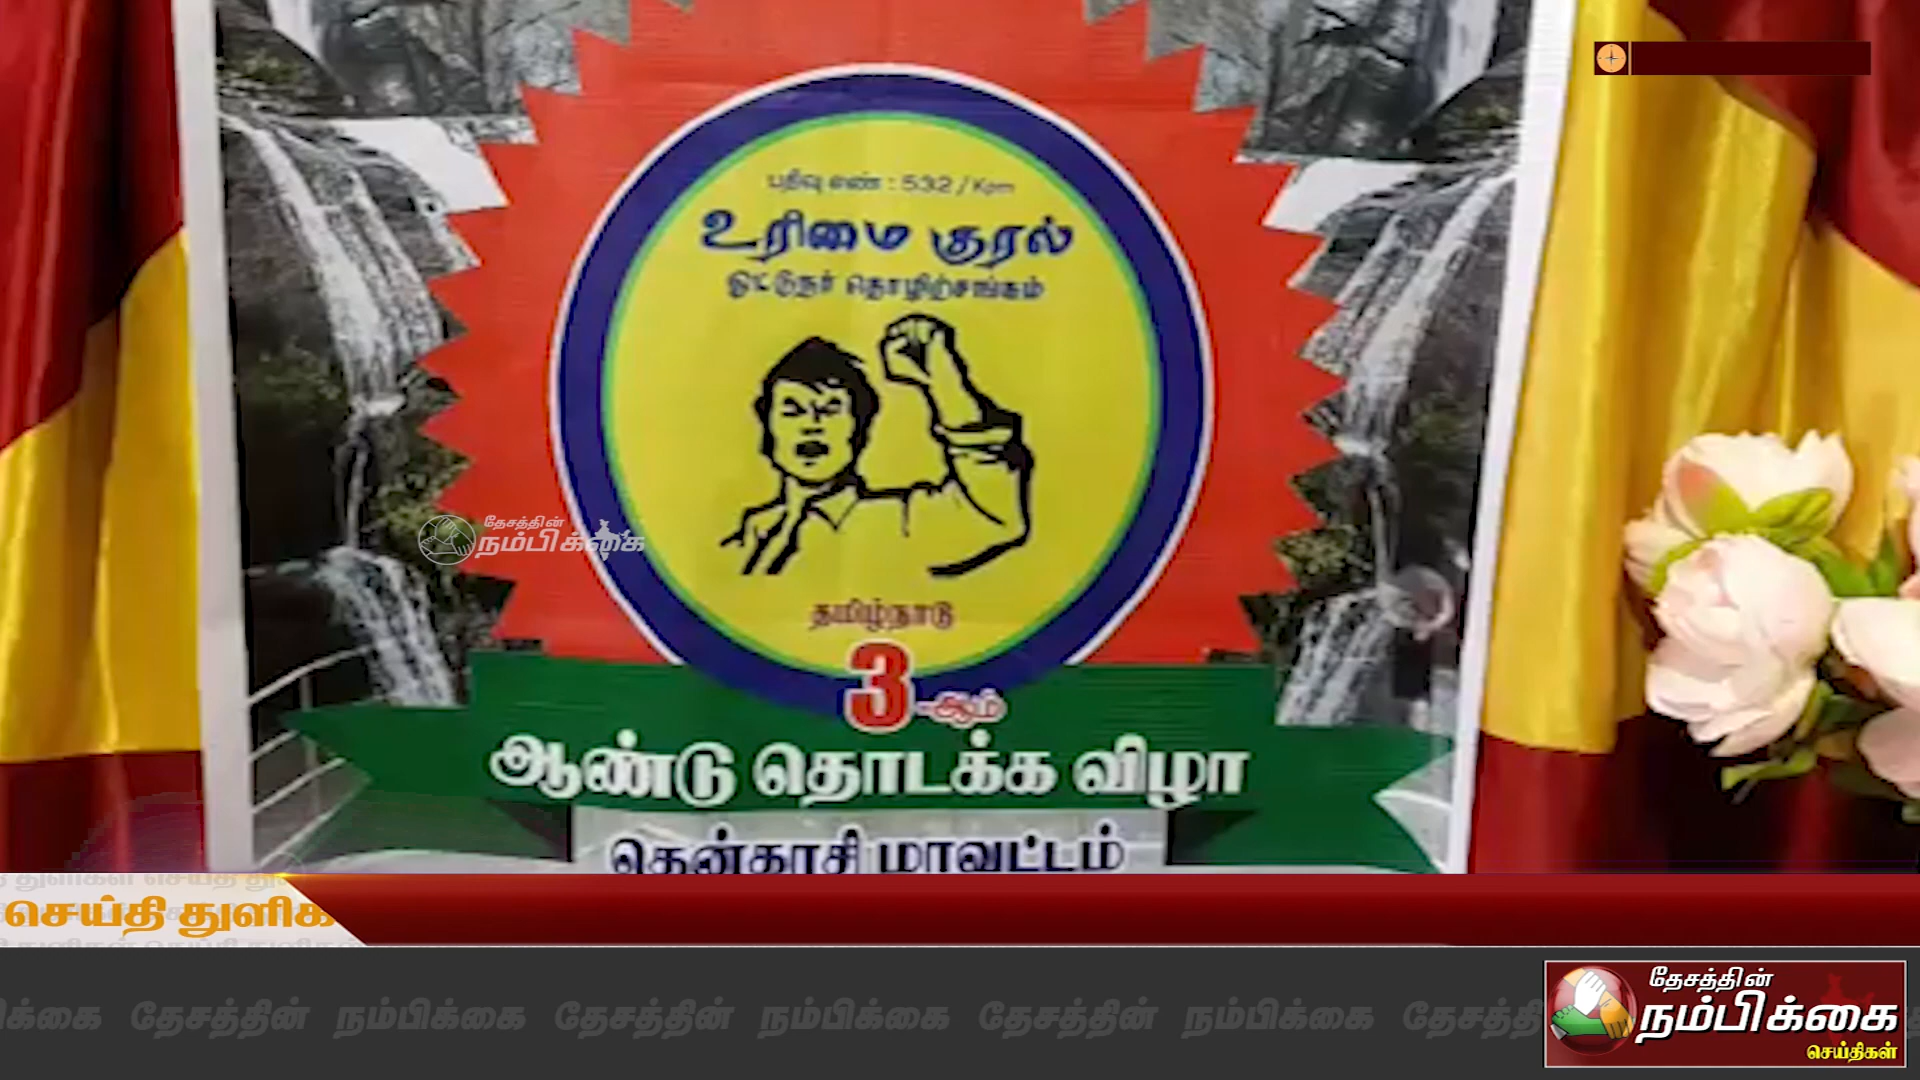 பதிவு எண் : 532 / Kpm
உரிமை குரல்
ஓட்டுநர் தொழிற்சங்கம்
தேசத்தின்
நம்பிக்கை
தமிழ்நாடு
3-ஆம்
ஆண்டு தொடக்க விழா
தென்காசி மாவட்டம்
செய்தி துளிக
தேசத்தின் நம்பிக்கை தேசத்தின் நம்பிக்கை தேசத்தின் நம்பிக்கை
தேசத்தின்
நம்பிக்கை
செய்திகள்